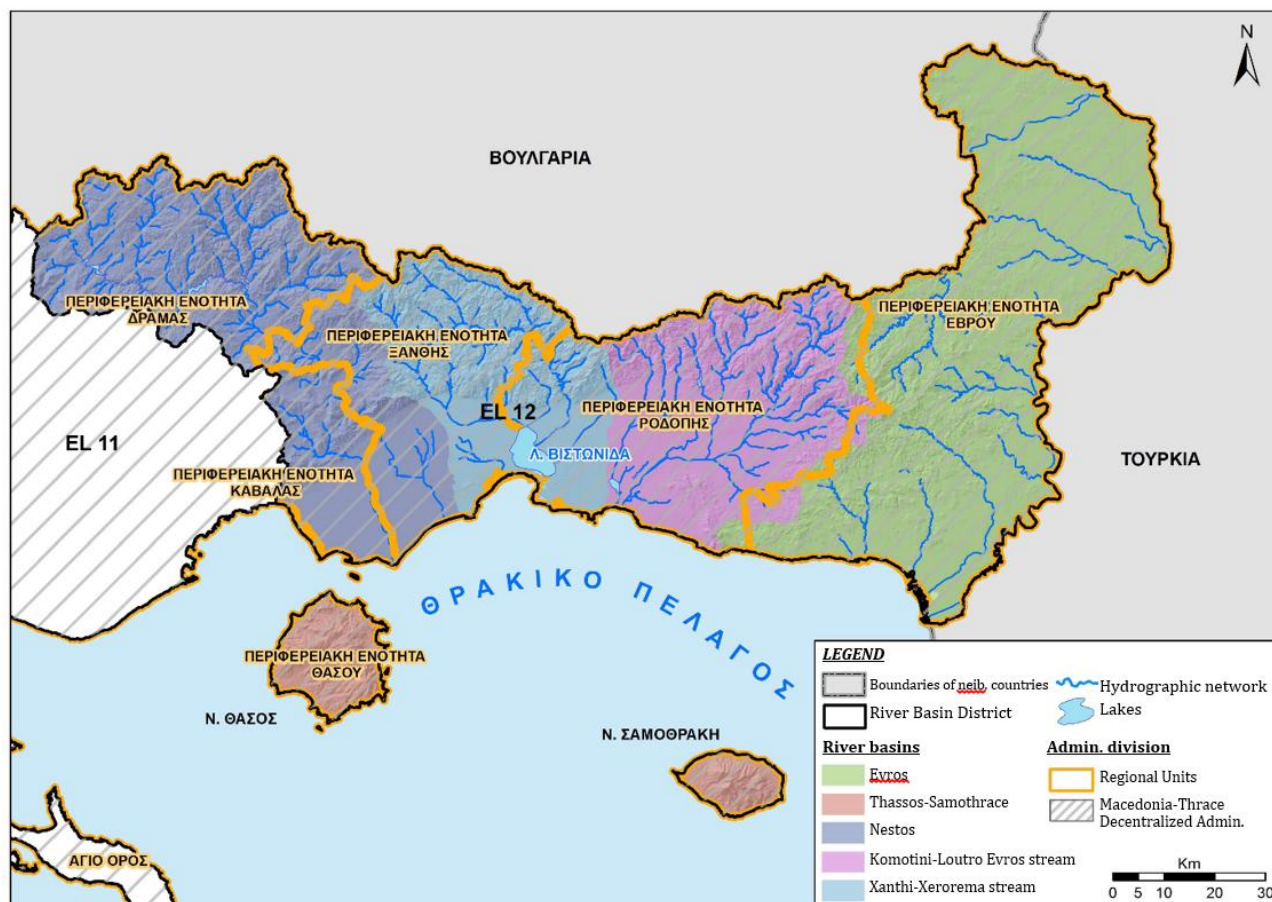 N
ΒΟΥΛΓΑΡΙΑ
ΠΕΡΙΦΕΡΕΙΑΚΗ ΕΝΟΤΗΤΑ
ΔΡΑΜΑΣ
ΠΕΡΙΦΕΡΕΙΑΚΗ ΕΝΟΤΗΤΑ
ΕΒΡΟΥ
ΠΕΡΙΦΕΡΕΙΑΚΗ ΕΝΟΤΗΤΑ
ΞΑΝΘΗΣ
EL 12
ΠΕΡΙΦΕΡΕΙΑΚΗ ΕΝΟΤΗΤΑ
ΡΟΔΟΠΗΣ
EL 11
Λ. ΒΙΣΤΩΝΙΔΑ
ΤΟΥΡΚΙΑ
ΠΕΡΙΦΕΡΕΙΑΚΗ ΕΝΟΤΗΤΑ
ΚΑΒΑΛΑΣ
ΘΡΑΚΙΚΟ ΠΕΛΑΓΟΣ
ΠΕΡΙΦΕΡΕΙΑΚΗ ΕΝΟΤΗΤΑ
ΘΑΣΟΥ
Ν. ΘΑΣΟΣ
Ν. ΣΑΜΟΘΡΑΚΗ
ΑΓΙΟ ΟΡΟΣ
LEGEND
Boundaries of neib. countries
River Basin District
Hydrographic network
Lakes
River basins
Evros
Thassos-Samothrace
Nestos
Komotini-Loutro Evros stream
Xanthi-Xerorema stream
Admin. division
Regional Units
Macedonia-Thrace
Decentralized Admin.
Km
0 5 10 20 30